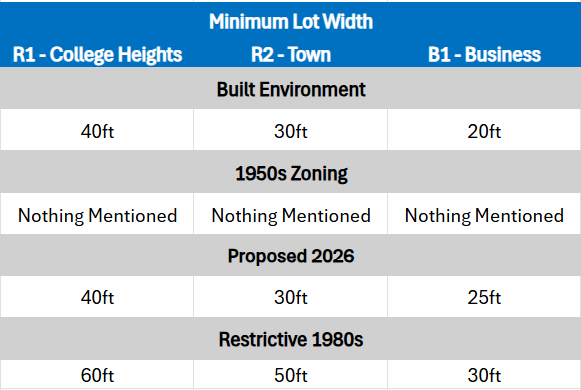 Minimum Lot Width
R1 - College Heights R2 - Town B1 - Business
Built Environment
40ft 30ft 20ft
1950s Zoning
Nothing Mentioned Nothing Mentioned Nothing Mentioned
Proposed 2026
40ft 30ft 25ft
Restrictive 1980s
60ft 50ft 30ft